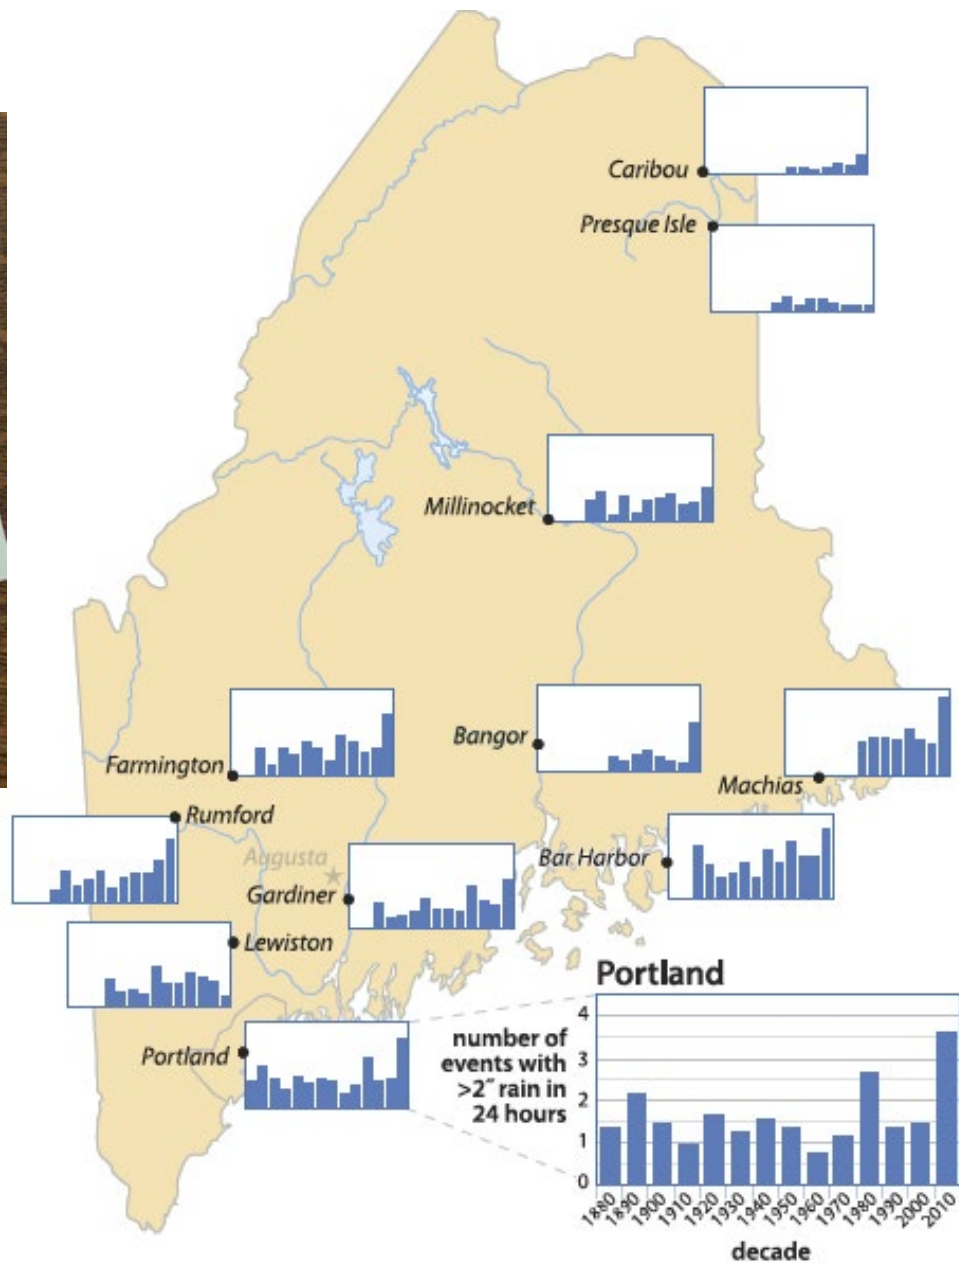 Caribou
Presque Isle
Millinocket
Bangor
Farmington
Machias
Rumford
Augusta
Bar Harbor
Gardiner
Lewiston
Portland
Portland
number of
events with
>2″ rain in
24 hours
4
3
2
1
0
1880 1890 1900 1910 1920 1930 1940 1950 1960 1970 1980 1990 2000 2010
decade